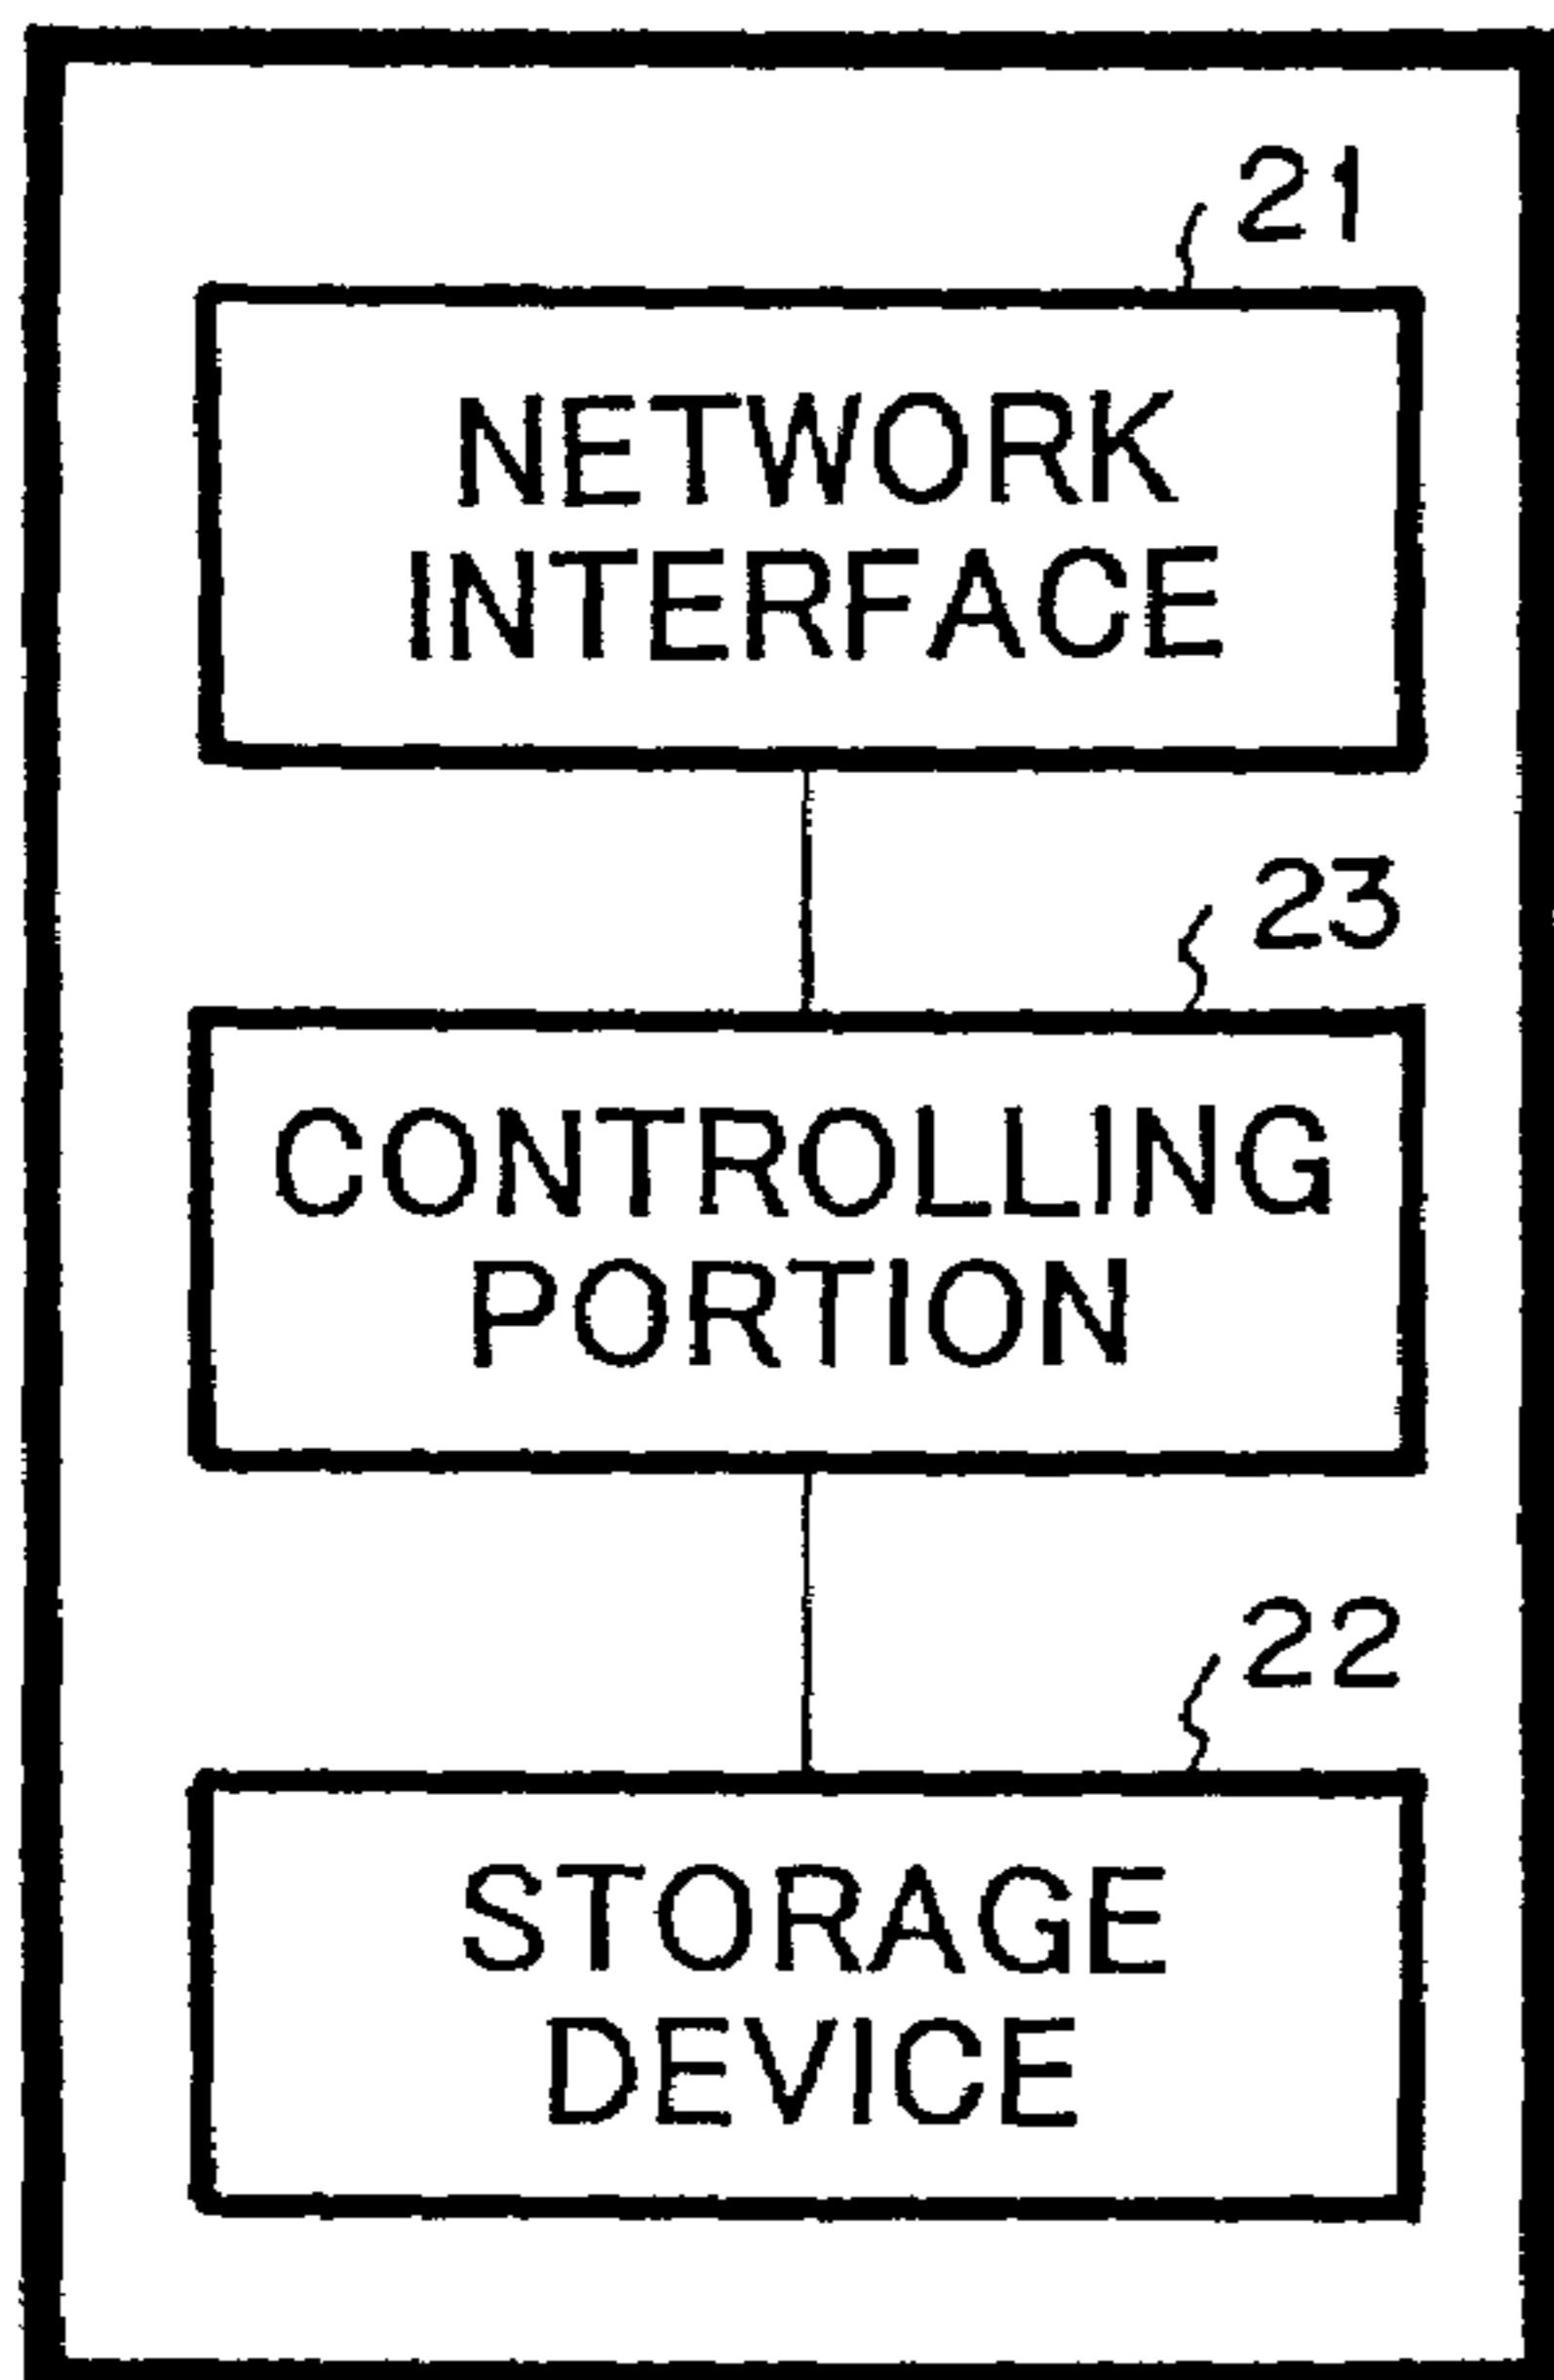 21
NETWORK
INTERFACE
23
CONTROLLING
PORTION
22
STORAGE
DEVICE